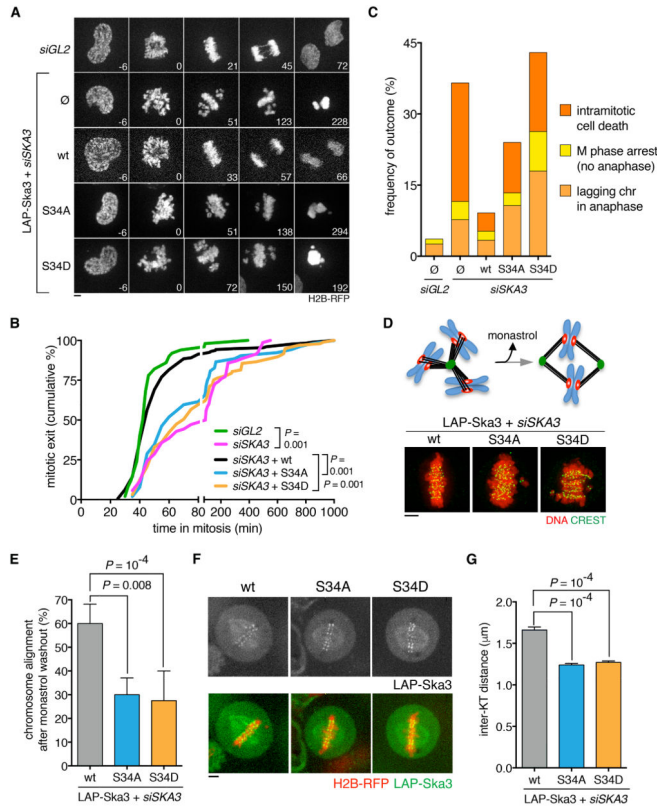 A
siGL2
-6
0
21
45
72
LAP-Ska3 + siSKA3
Ø
-6
0
51
123
228
wt
-6
0
33
57
66
S34A
-6
0
51
138
294
S34D
-6
0
72
150
192
H2B-RFP
B
mitotic exit (cumulative %)
100
75
50
25
0
0
20
40
60
80
200
400
600
800
1000
time in mitosis (min)
siGL2
siSKA3
P = 0.001
siSKA3 + wt
siSKA3 + S34A
siSKA3 + S34D
P = 0.001
P = 0.001
C
frequency of outcome (%)
45
30
15
0
intramitotic
cell death
M phase arrest
(no anaphase)
lagging chr
in anaphase
Ø
Ø
wt
S34A
S34D
siGL2
siSKA3
D
monastrol
LAP-Ska3 + siSKA3
wt
S34A
S34D
DNA CREST
E
chromosome alignment
after monastrol washout (%)
70
60
50
40
30
20
10
0
P = 10-4
P = 0.008
wt
S34A
S34D
LAP-Ska3 + siSKA3
F
wt
S34A
S34D
LAP-Ska3
H2B-RFP LAP-Ska3
G
inter-KT distance (μm)
2.0
1.5
1.0
0.5
0
P = 10-4
P = 10-4
wt
S34A
S34D
LAP-Ska3 + siSKA3